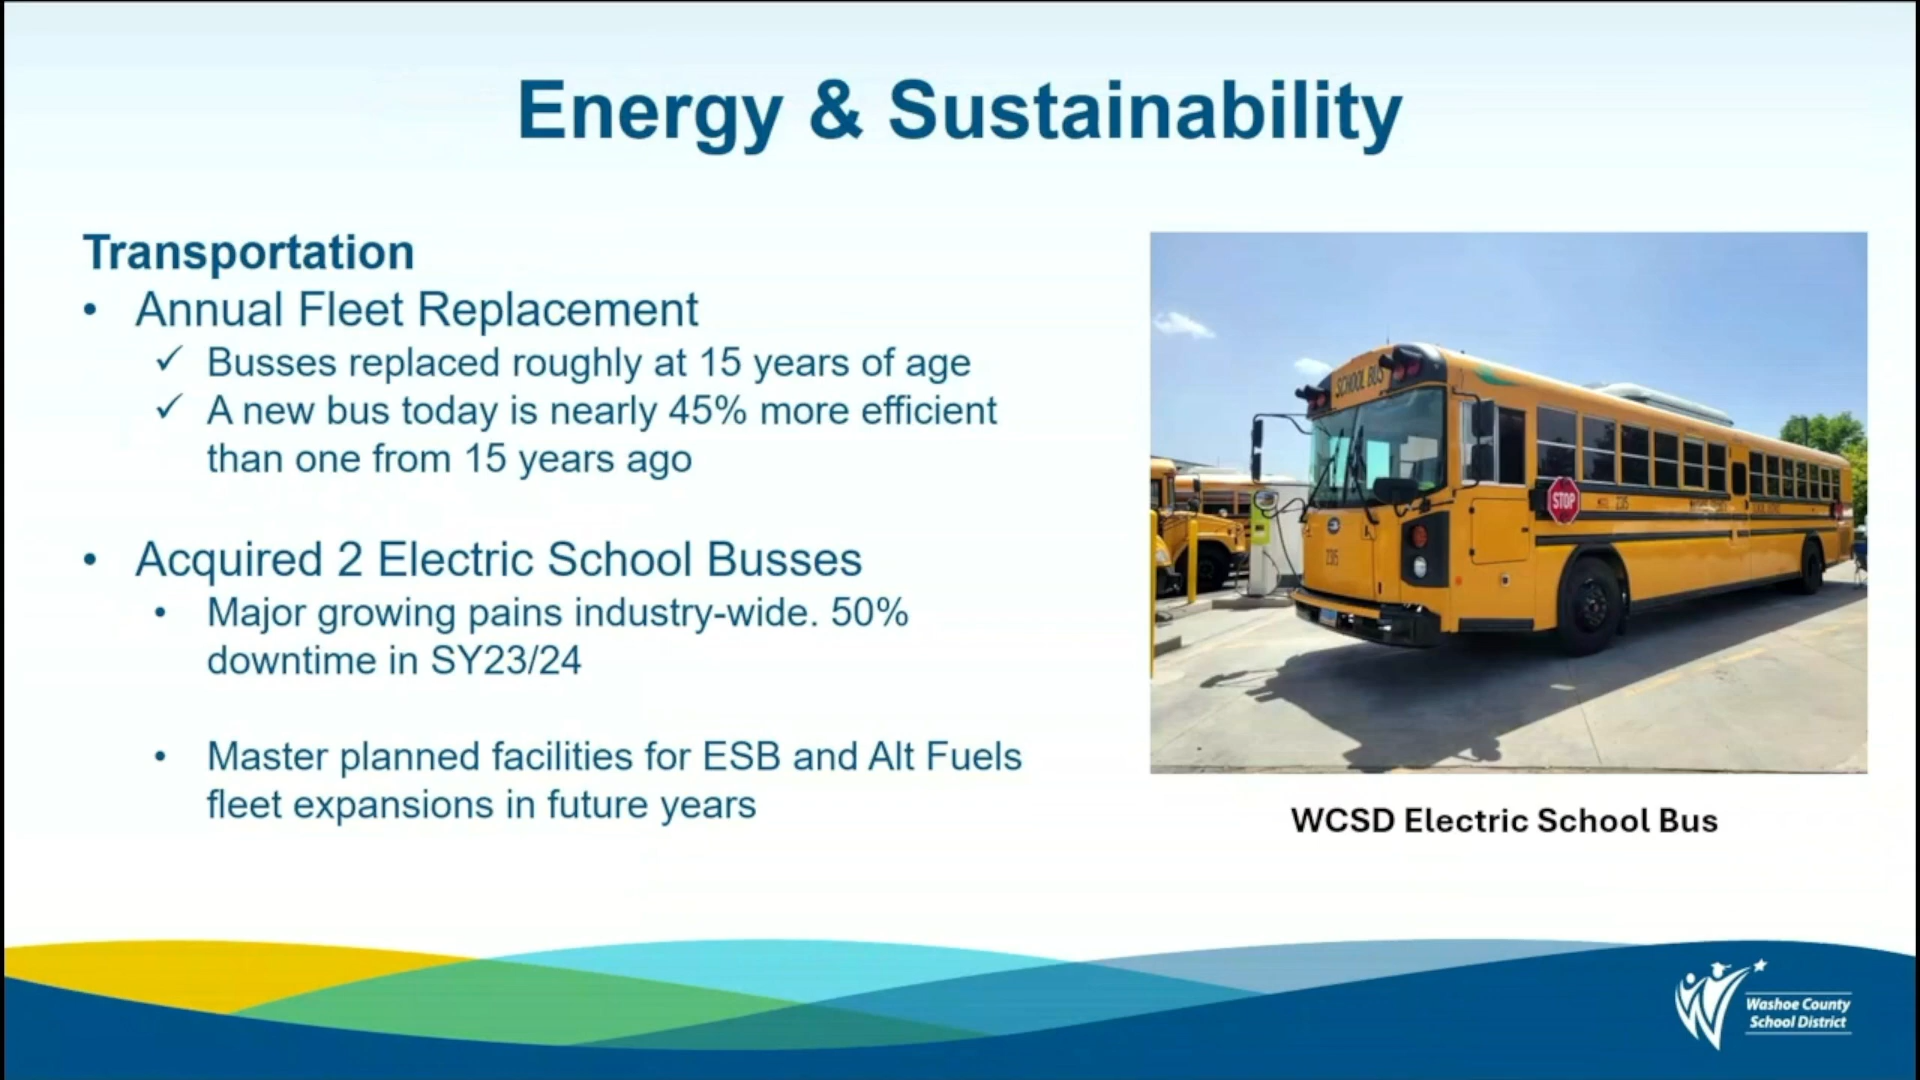 Energy & Sustainability
Transportation
• Annual Fleet Replacement
✓ Busses replaced roughly at 15 years of age
✓ A new bus today is nearly 45% more efficient
than one from 15 years ago
• Acquired 2 Electric School Busses
• Major growing pains industry-wide. 50%
downtime in SY23/24
• Master planned facilities for ESB and Alt Fuels
fleet expansions in future years
SCHOOL BUS
STOP
WCSD Electric School Bus
Washoe County
School District